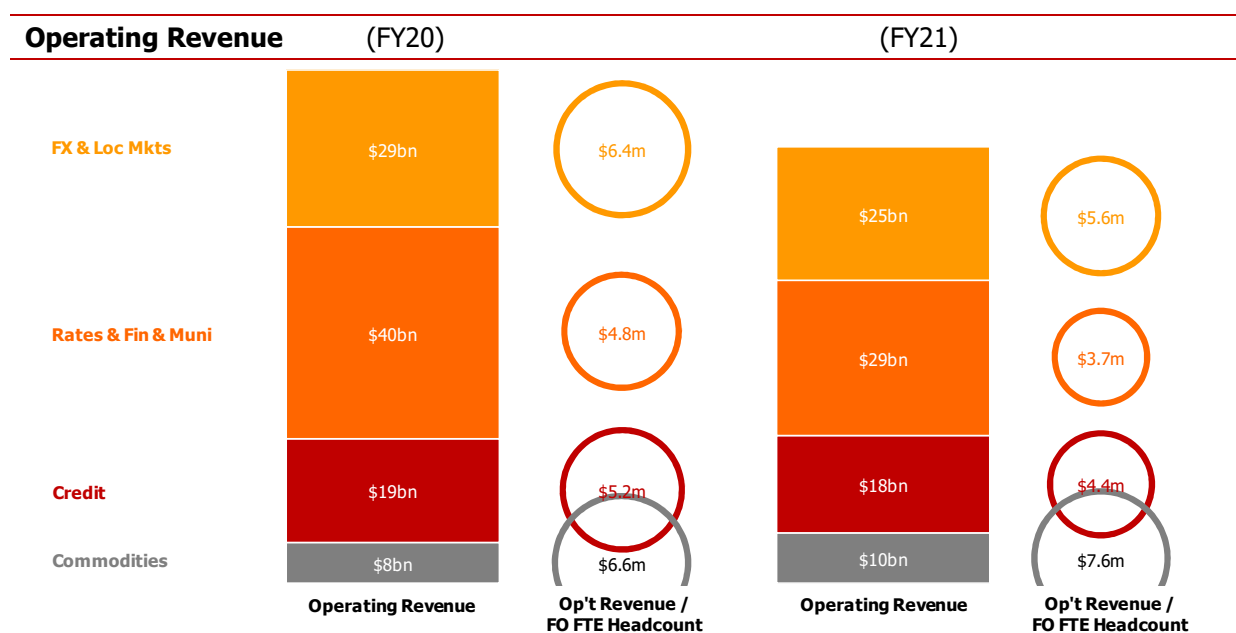 Operating Revenue (FY20) (FY21)
FX & Loc Mkts $29bn $6.4m $25bn $5.6m
Rates & Fin & Muni $40bn $4.8m $29bn $3.7m
Credit $19bn $5.2m $18bn $4.4m
Commodities $8bn $6.6m $10bn $7.6m
Operating Revenue Op't Revenue / Operating Revenue Op't Revenue /
FO FTE Headcount FO FTE Headcount